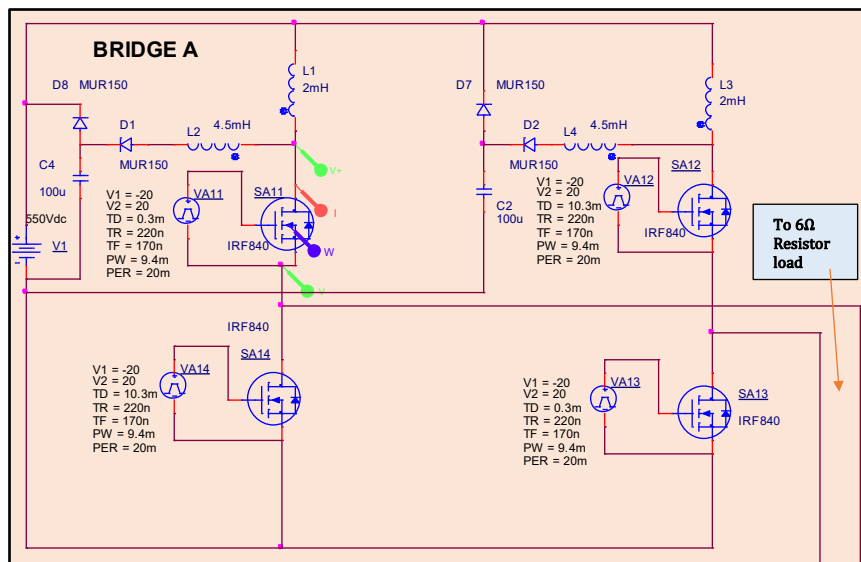 BRIDGE A
D8 MUR150
D1
MUR150
L2
4.5mH
L1
2mH
C4
100u
550Vdc
V1
V1 = -20
V2 = 20
TD = 0.3m
TR = 220n
TF = 170n
PW = 9.4m
PER = 20m
VA11
SA11
IRF840
V+
I
W
V-
D7
MUR150
D2
MUR150
L4
4.5mH
L3
2mH
C2
100u
V1 = -20
V2 = 20
TD = 10.3m
TR = 220n
TF = 170n
PW = 9.4m
PER = 20m
VA12
SA12
IRF840
To 6Ω
Resistor
load
V1 = -20
V2 = 20
TD = 10.3m
TR = 220n
TF = 170n
PW = 9.4m
PER = 20m
VA14
IRF840
SA14
V1 = -20
V2 = 20
TD = 0.3m
TR = 220n
TF = 170n
PW = 9.4m
PER = 20m
VA13
SA13
IRF840